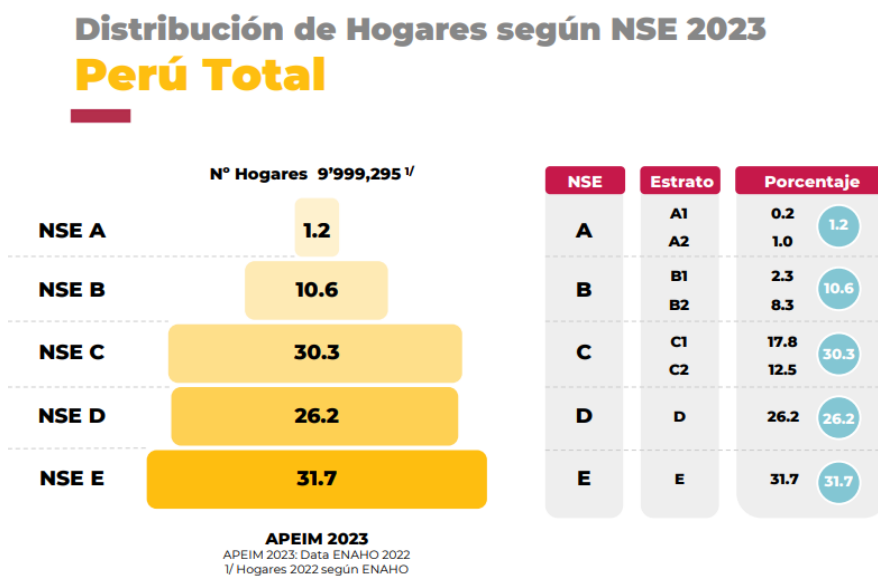 Distribución de Hogares según NSE 2023
Perú Total
Nº Hogares 9’999,295 1/
NSE A 1.2
NSE B 10.6
NSE C 30.3
NSE D 26.2
NSE E 31.7
APEIM 2023
APEIM 2023: Data ENAHO 2022
1/ Hogares 2022 según ENAHO
NSE Estrato Porcentaje
A
A1 0.2
A2 1.0
1.2
B
B1 2.3
B2 8.3
10.6
C
C1 17.8
C2 12.5
30.3
D D 26.2 26.2
E E 31.7 31.7